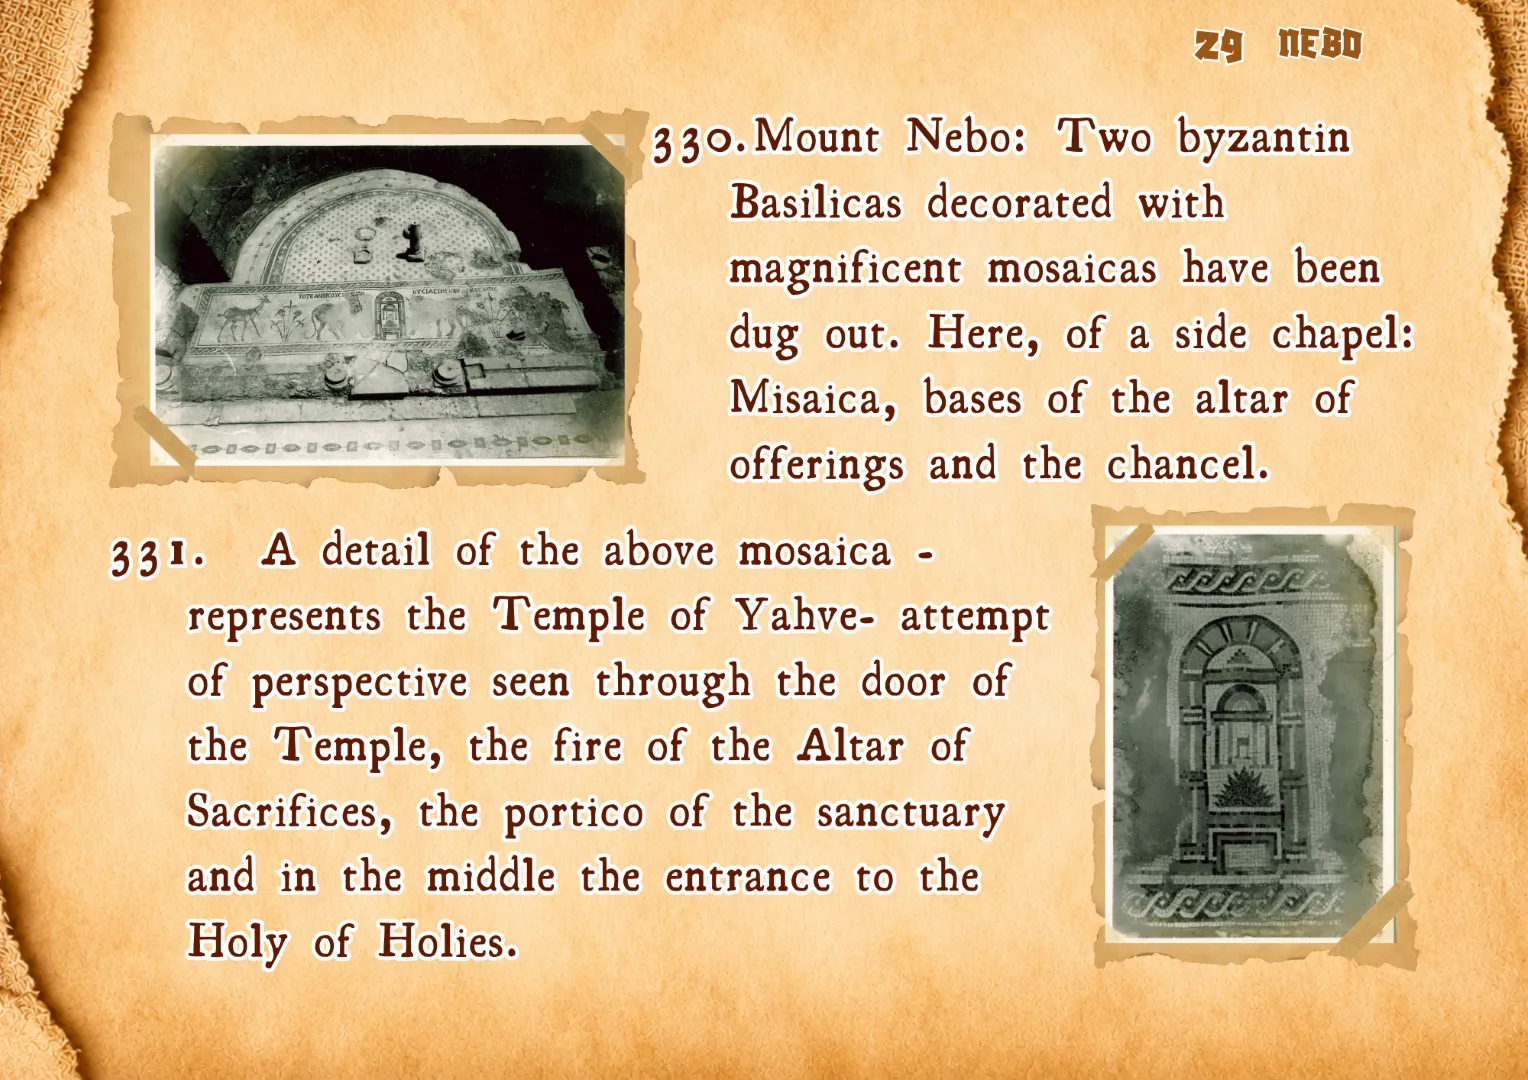 29 NEBO
330. Mount Nebo: Two byzantin
Basilicas decorated with
magnificent mosaicas have been
dug out. Here, of a side chapel:
Misaica, bases of the altar of
offerings and the chancel.
331. A detail of the above mosaica -
represents the Temple of Yahve- attempt
of perspective seen through the door of
the Temple, the fire of the Altar of
Sacrifices, the portico of the sanctuary
and in the middle the entrance to the
Holy of Holies.